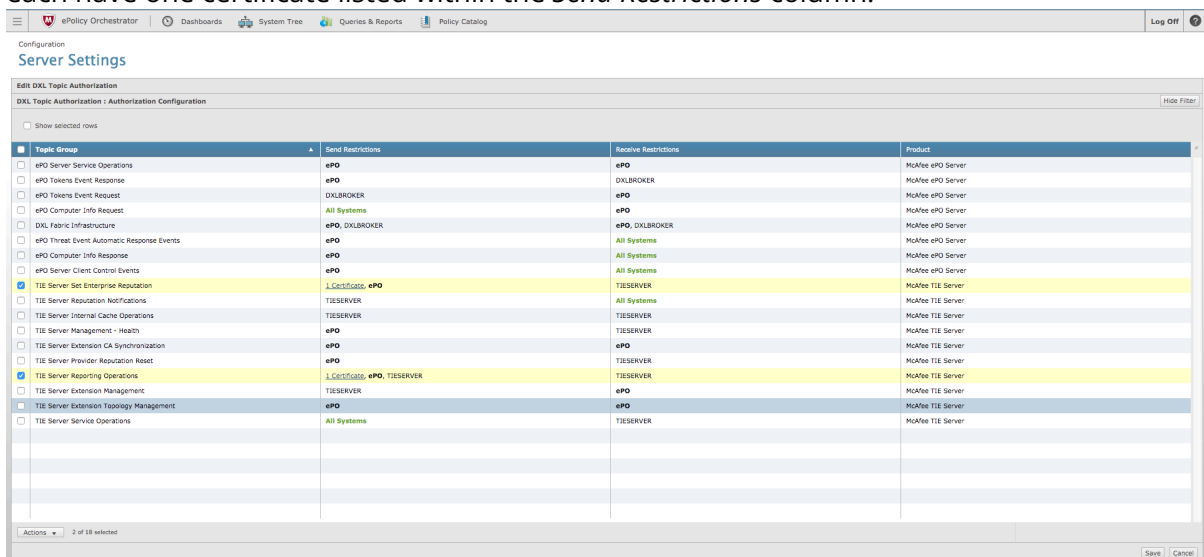 each have one certificate listed within the Send Restrictions column.
ePolicy Orchestrator Dashboards System Tree Queries & Reports Policy Catalog Log Off ?
Configuration
Server Settings
Edit DXL Topic Authorization
DXL Topic Authorization : Authorization Configuration Hide Filter
Show selected rows
Topic Group Send Restrictions Receive Restrictions Product
ePO Server Service Operations ePO ePO McAfee ePO Server
ePO Tokens Event Response ePO DXLBROKER McAfee ePO Server
ePO Tokens Event Request DXLBROKER ePO McAfee ePO Server
ePO Computer Info Request All Systems ePO McAfee ePO Server
DXL Fabric Infrastructure ePO, DXLBROKER ePO, DXLBROKER McAfee ePO Server
ePO Threat Event Automatic Response Events ePO All Systems McAfee ePO Server
ePO Computer Info Response ePO All Systems McAfee ePO Server
ePO Server Client Control Events ePO All Systems McAfee ePO Server
TIE Server Set Enterprise Reputation 1 Certificate, ePO TIESERVER McAfee TIE Server
TIE Server Reputation Notifications TIESERVER All Systems McAfee TIE Server
TIE Server Internal Cache Operations TIESERVER TIESERVER McAfee TIE Server
TIE Server Management - Health ePO TIESERVER McAfee TIE Server
TIE Server Extension CA Synchronization ePO ePO McAfee TIE Server
TIE Server Provider Reputation Reset ePO TIESERVER McAfee TIE Server
TIE Server Reporting Operations 1 Certificate, ePO, TIESERVER TIESERVER McAfee TIE Server
TIE Server Extension Management TIESERVER ePO McAfee TIE Server
TIE Server Extension Topology Management ePO ePO McAfee TIE Server
TIE Server Service Operations All Systems TIESERVER McAfee TIE Server
Actions 2 of 18 selected
Save Cancel